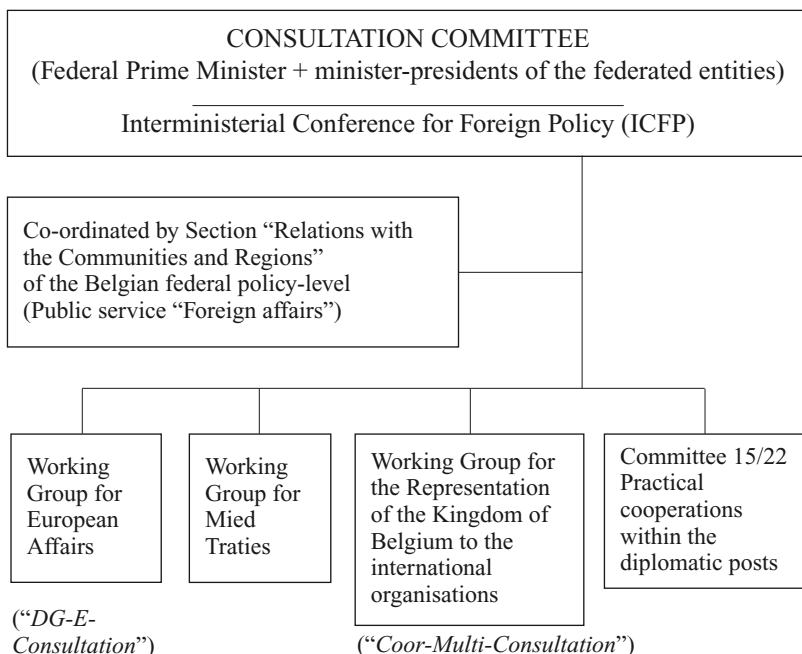 CONSULTATION COMMITTEE
(Federal Prime Minister + minister-presidents of the federated entities)
Interministerial Conference for Foreign Policy (ICFP)
Co-ordinated by Section “Relations with
the Communities and Regions”
of the Belgian federal policy-level
(Public service “Foreign affairs”)
Working
Group for
European
Affairs
(“DG-E-
Consultation”)
Working
Group for
Mied
Traties
Working Group for
the Representation
of the Kingdom of
Belgium to the
international
organisations
(“Coor-Multi-Consultation”)
Committee 15/22
Practical
cooperations
within the
diplomatic posts